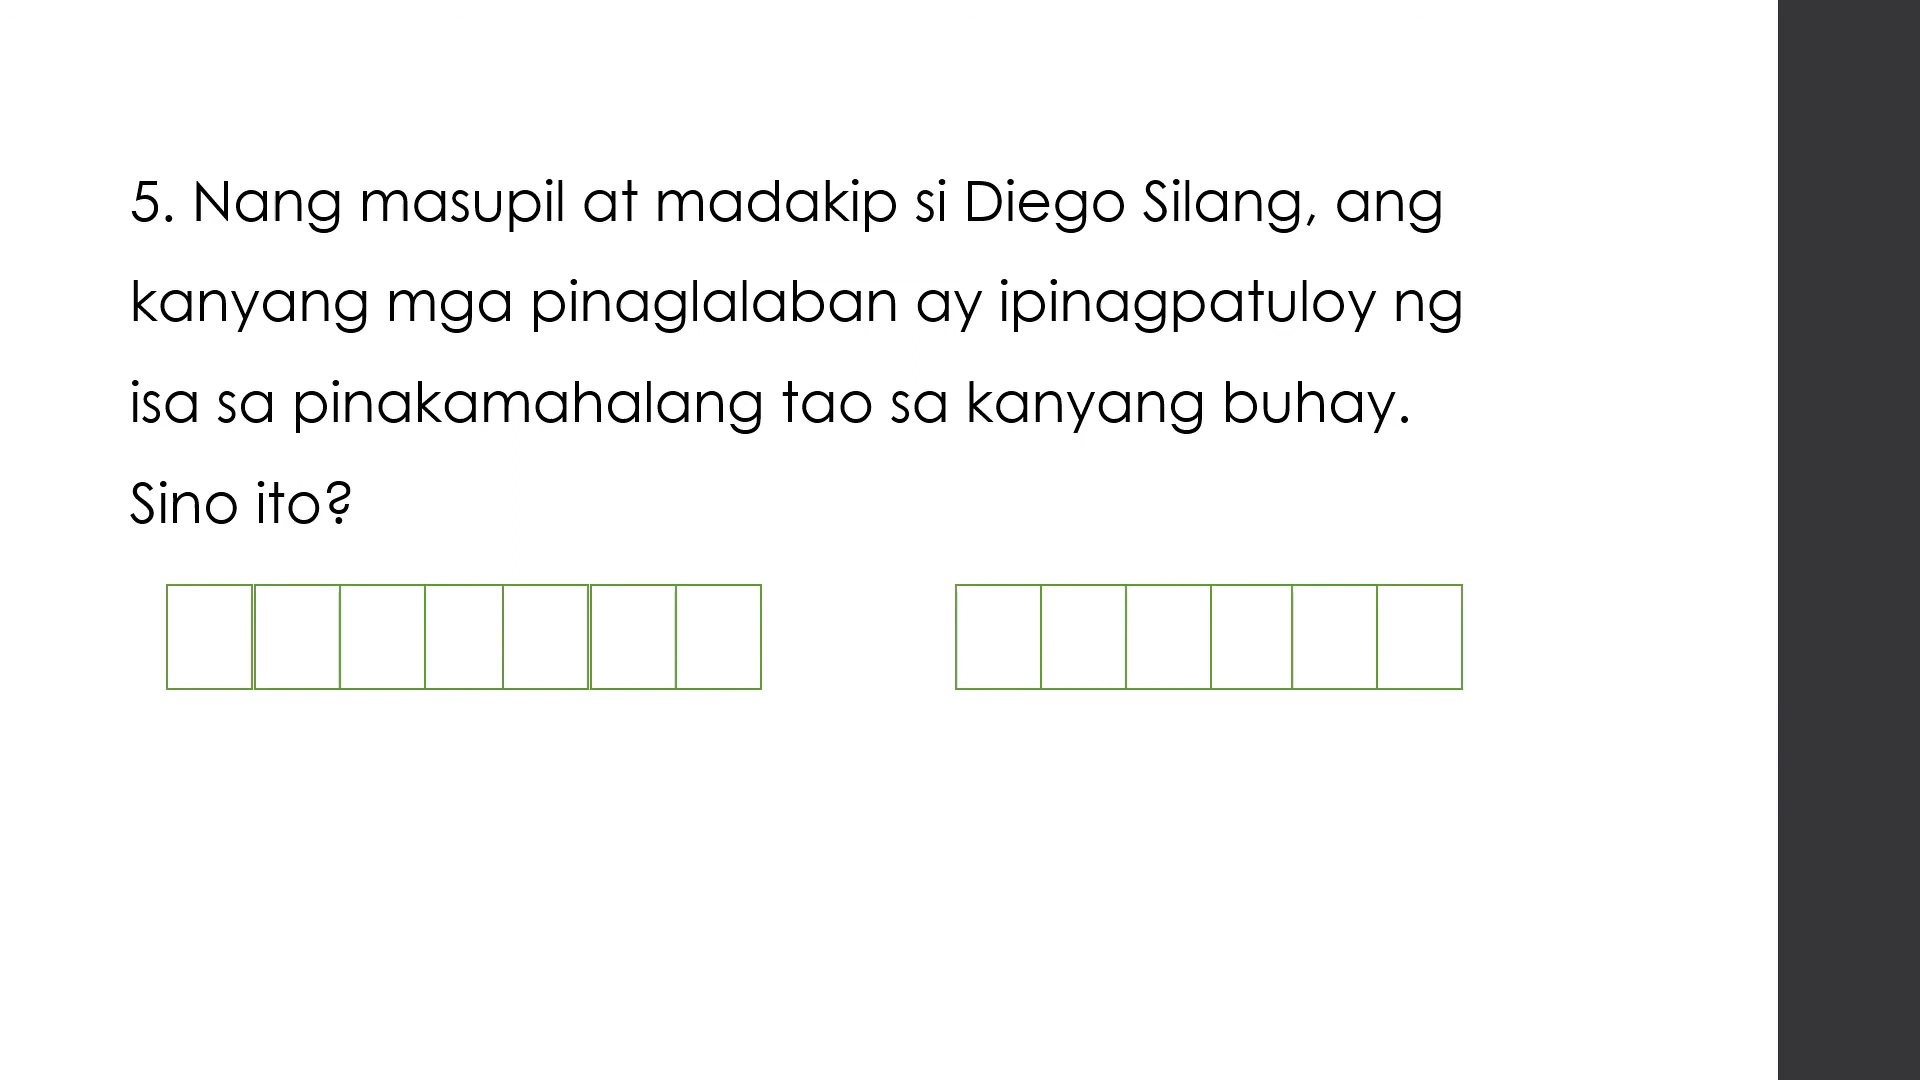 5. Nang masupil at madakip si Diego Silang, ang
kanyang mga pinaglalaban ay ipinagpatuloy ng
isa sa pinakamahalang tao sa kanyang buhay.
Sino ito?